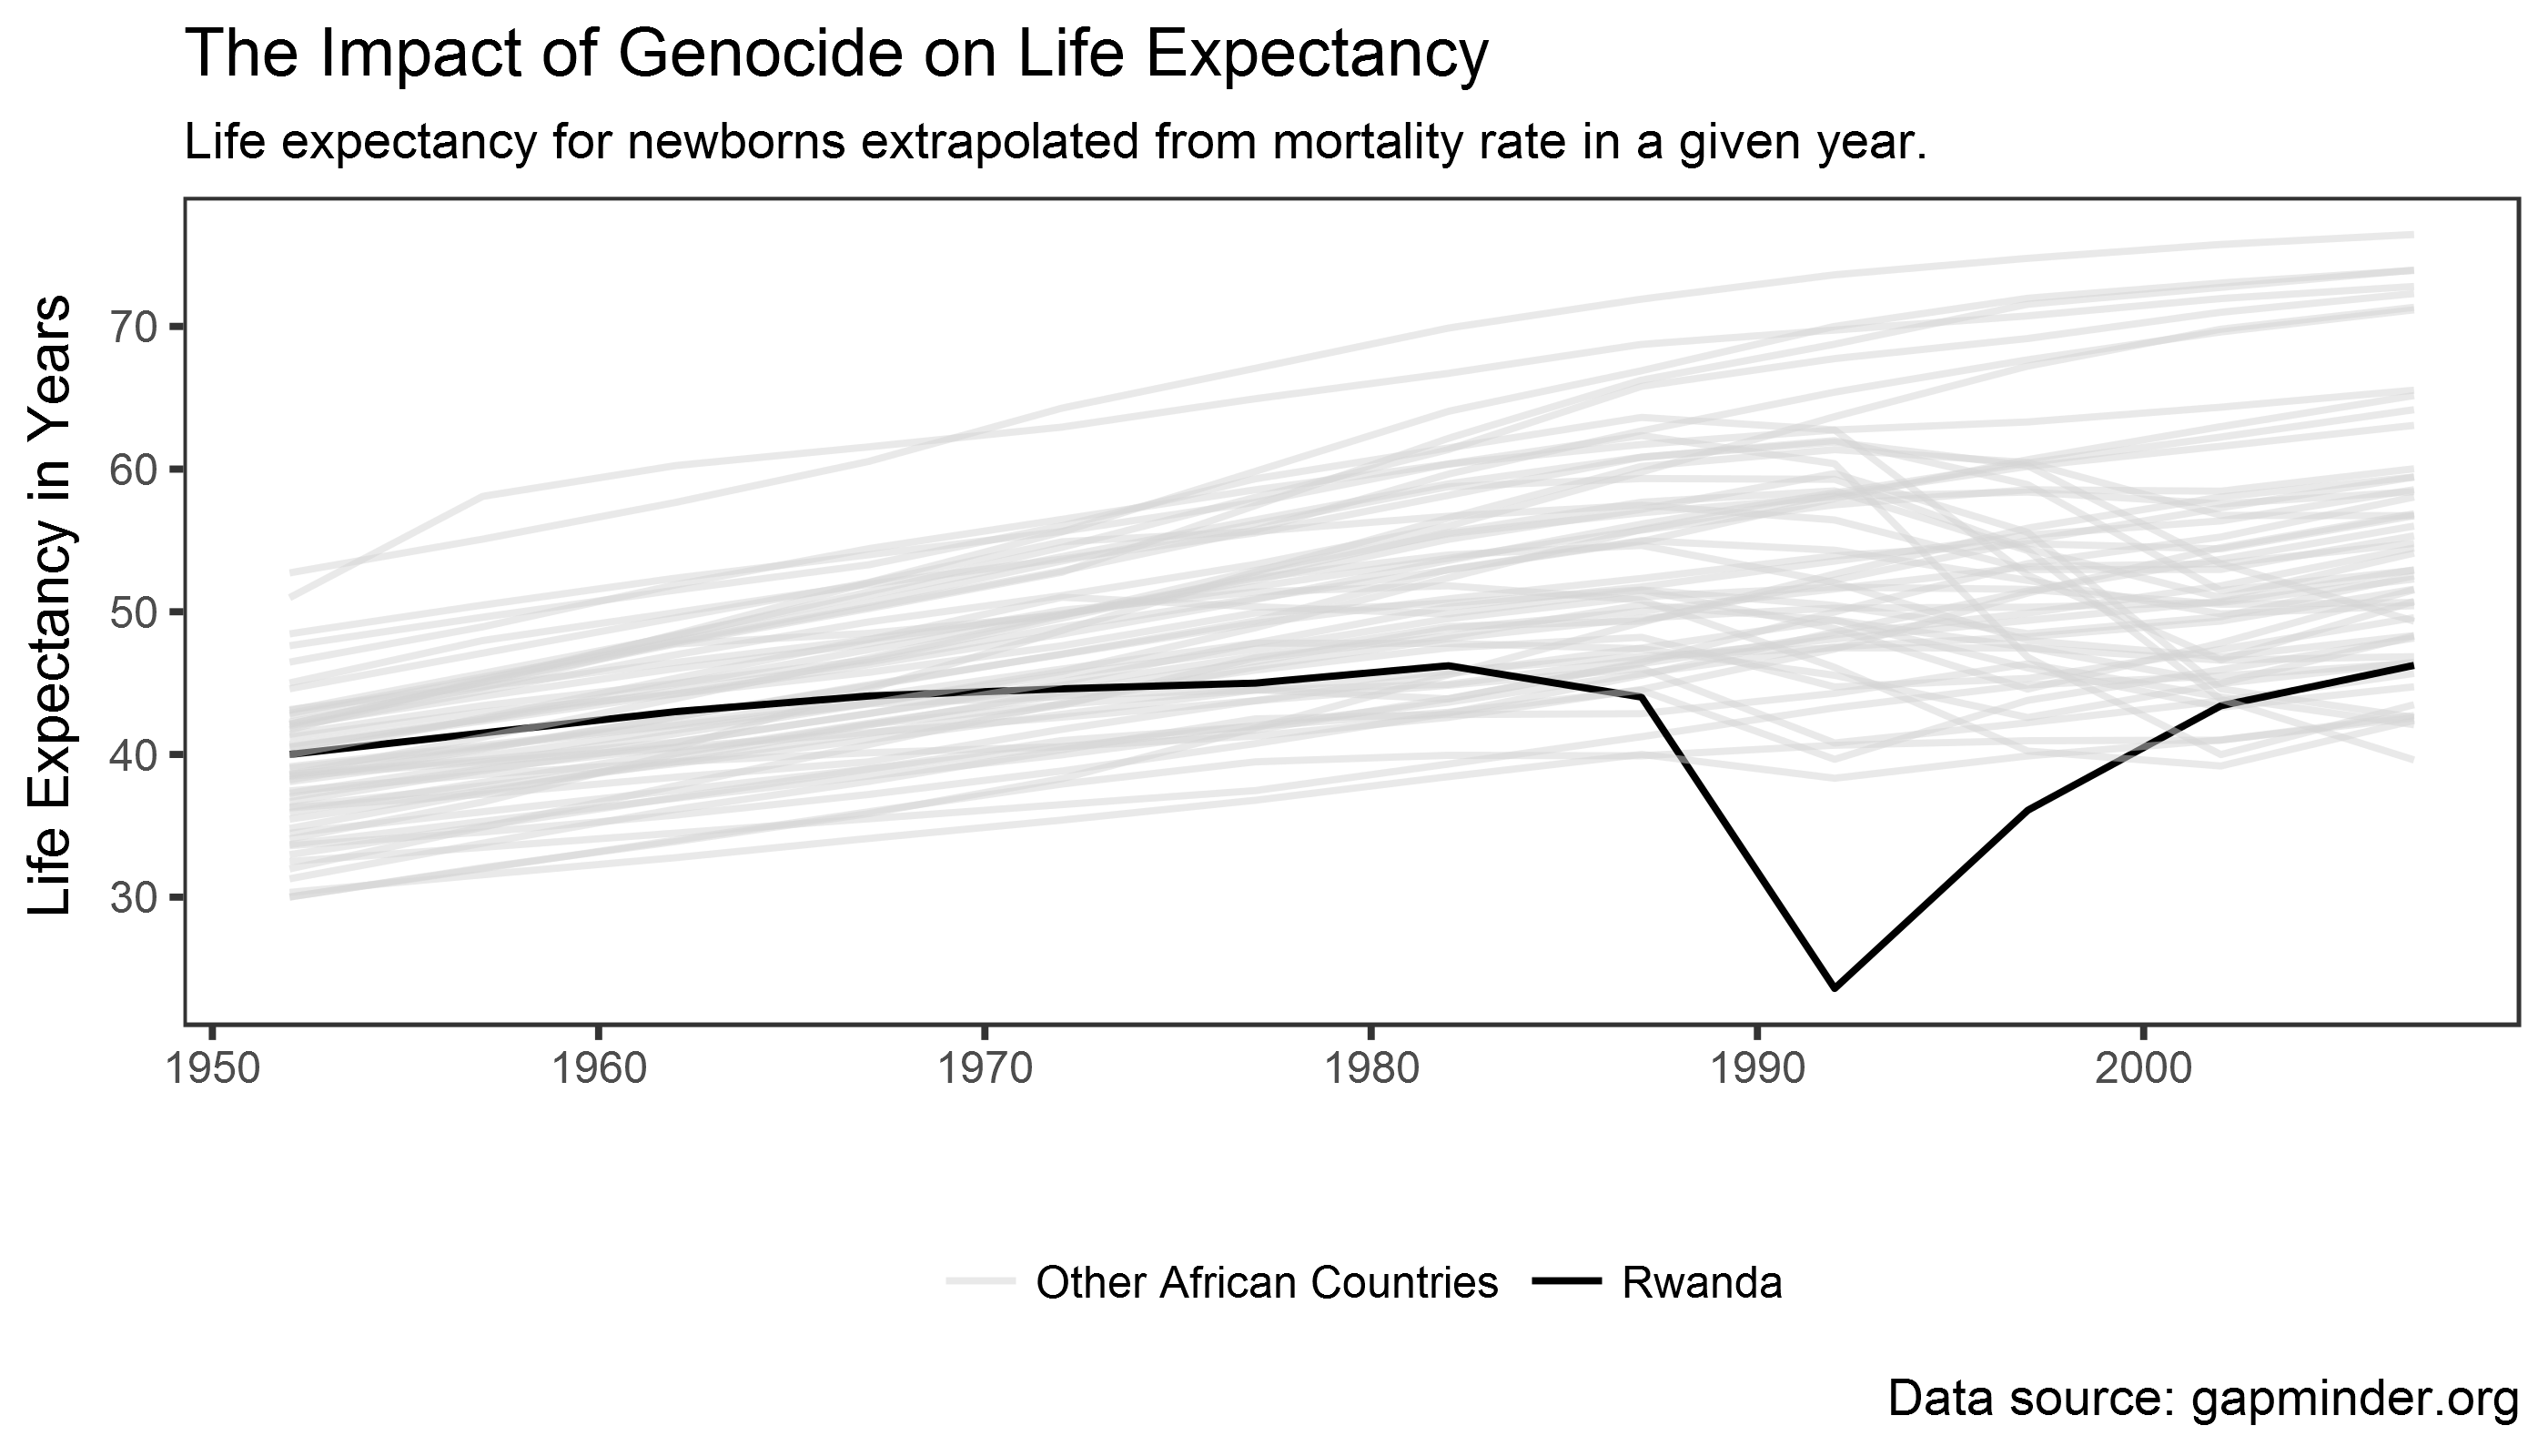 The Impact of Genocide on Life Expectancy
Life expectancy for newborns extrapolated from mortality rate in a given year.
Life Expectancy in Years
70
60
50
40
30
1950 1960 1970 1980 1990 2000
Other African Countries Rwanda
Data source: gapminder.org